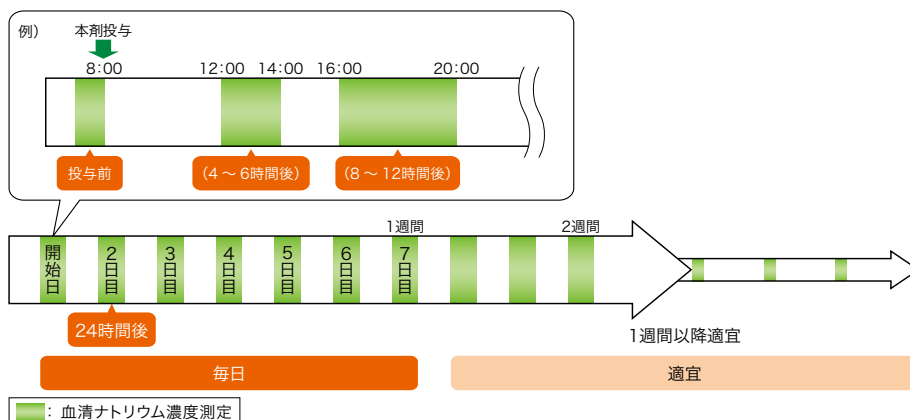 例）
本剤投与
8：00
12：00
14：00
16：00
20：00
投与前
（4～6時間後）
（8～12時間後）
1週間
2週間
開始日
2日目
3日目
4日目
5日目
6日目
7日目
24時間後
1週間以降適宜
毎日
適宜
：血清ナトリウム濃度測定